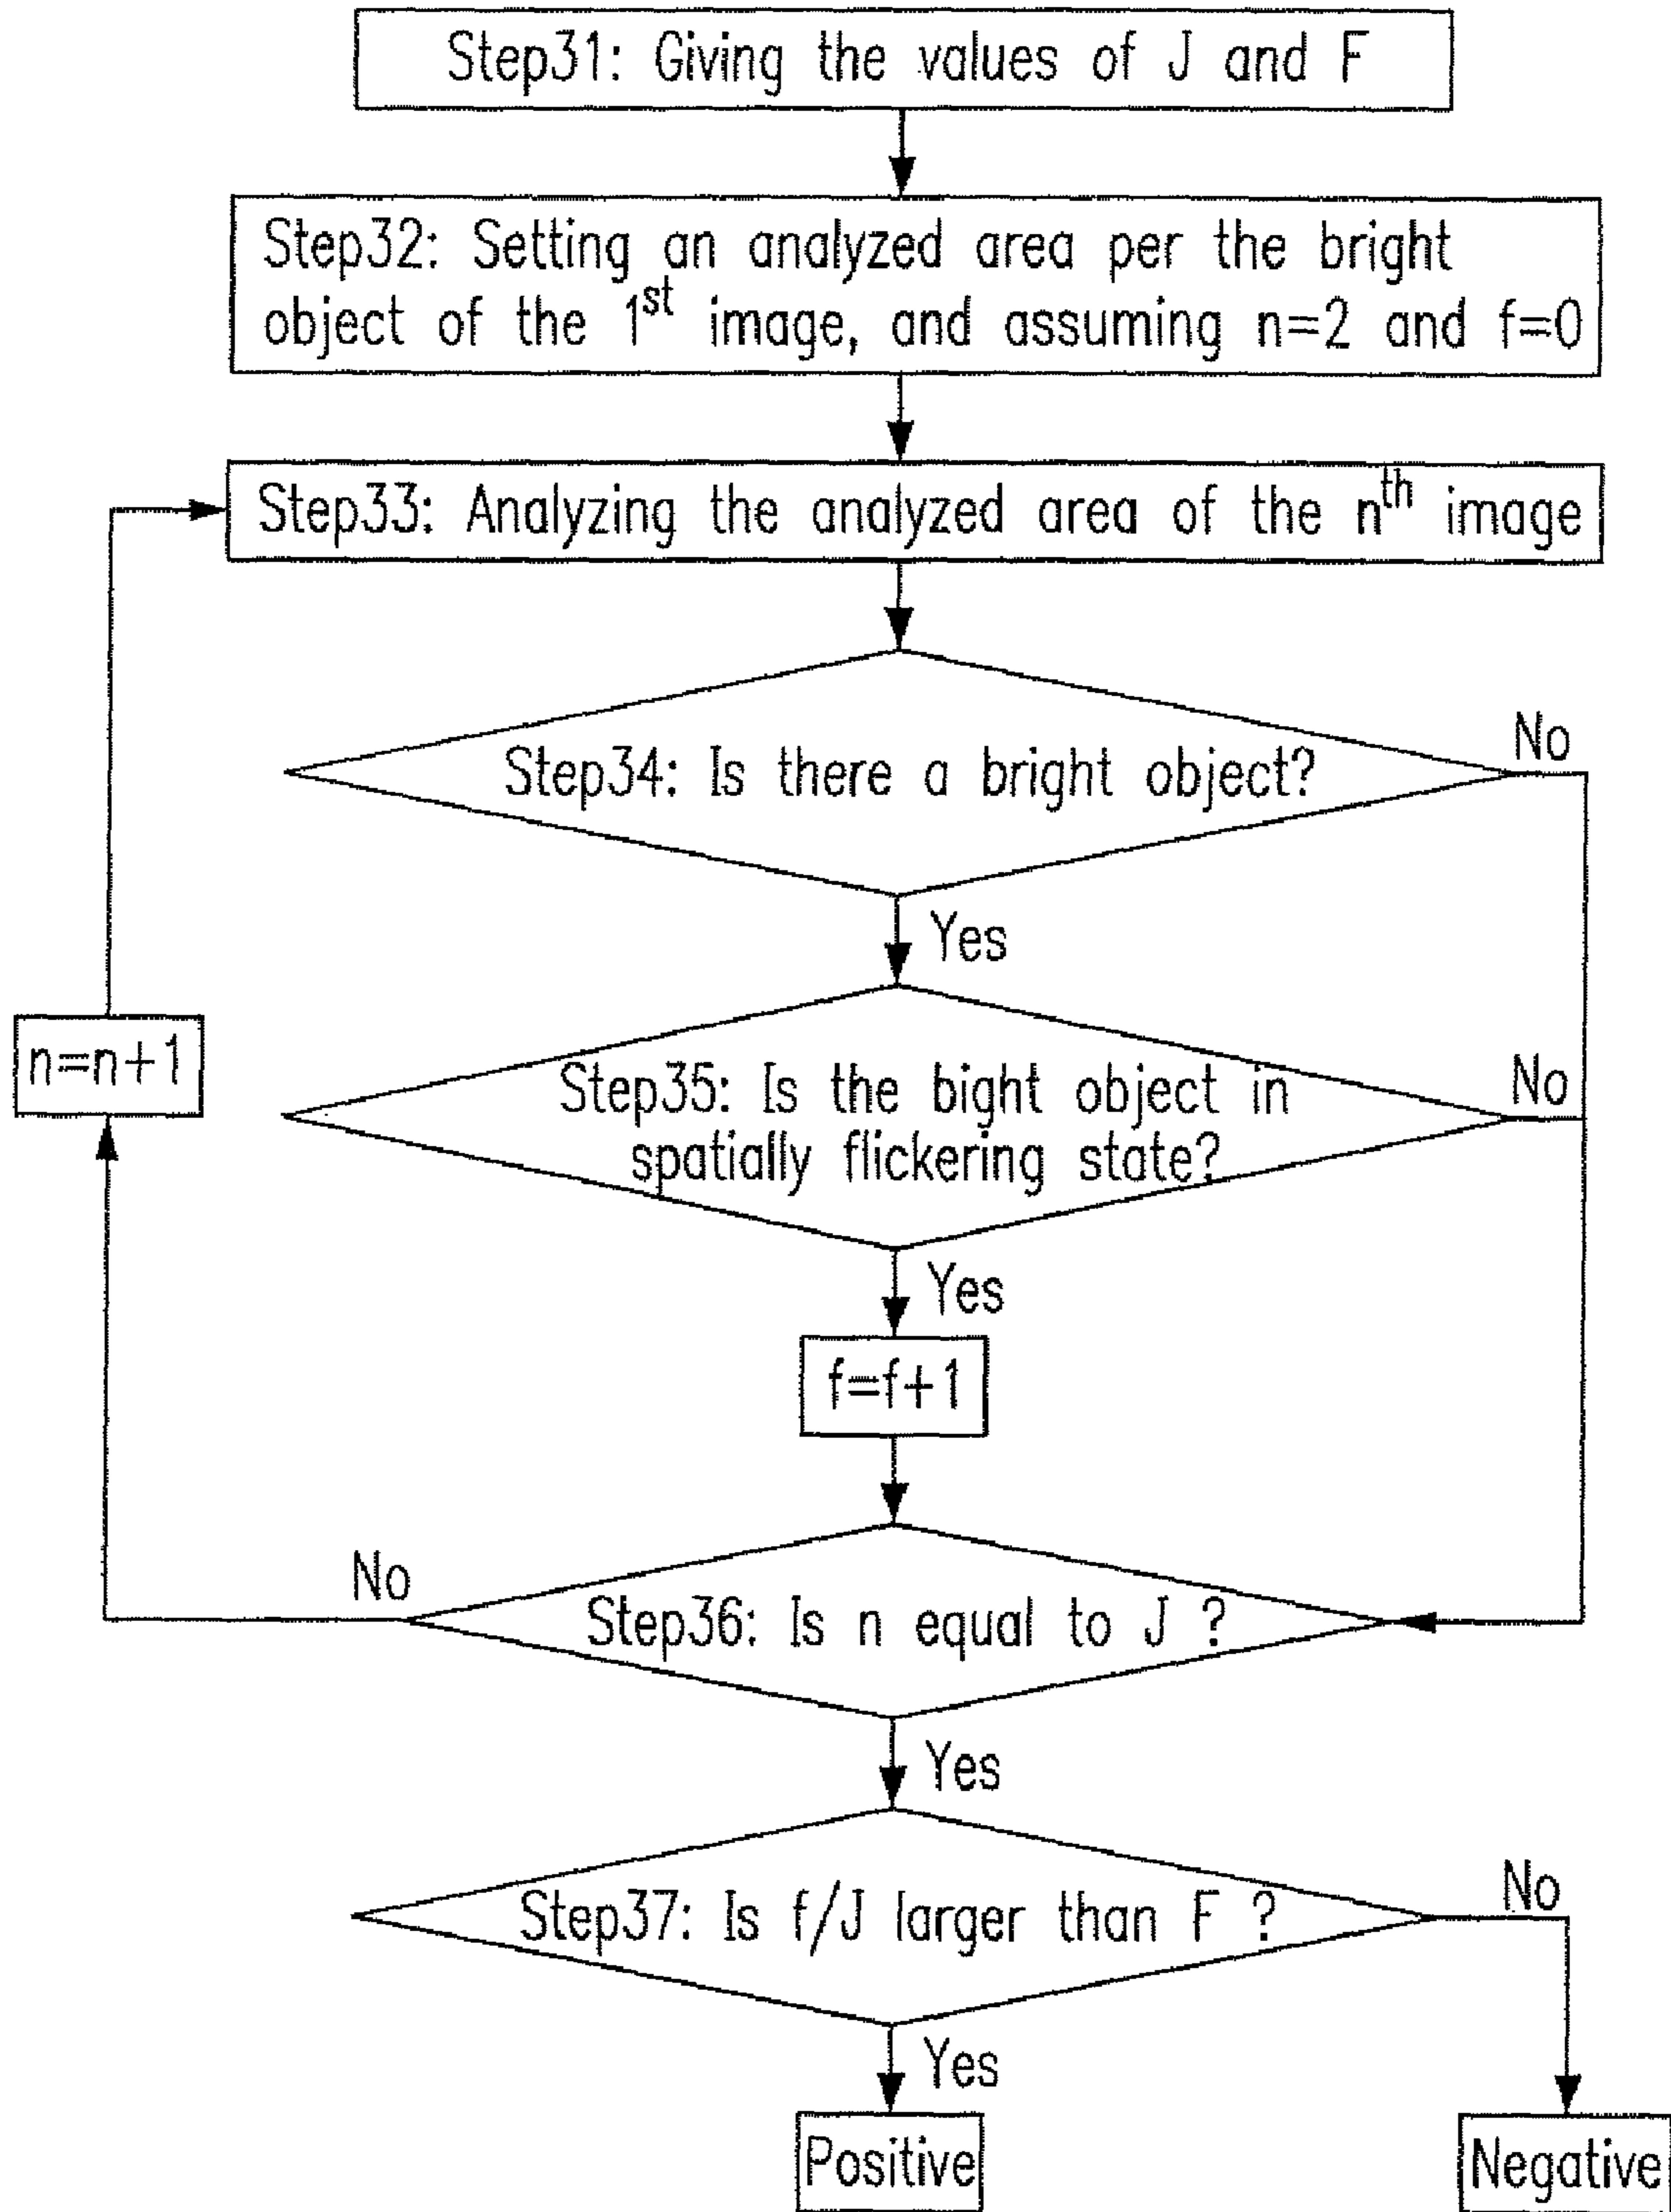 Step31: Giving the values of J and F
Step32: Setting an analyzed area per the bright
object of the 1st image, and assuming n=2 and f=0
Step33: Analyzing the analyzed area of the nth image
Step34: Is there a bright object?
No
Yes
n=n+1
Step35: Is the bight object in
spatially flickering state?
No
Yes
f=f+1
No
Step36: Is n equal to J ?
Yes
Step37: Is f/J larger than F ?
No
Yes
Positive
Negative